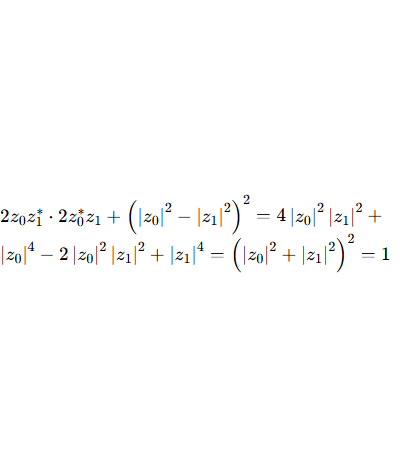 2z₀z₁* · 2z₀*z₁ + (|z₀|² − |z₁|²)² = 4 |z₀|² |z₁|² +
|z₀|⁴ − 2 |z₀|² |z₁|² + |z₁|⁴ = (|z₀|² + |z₁|²)² = 1